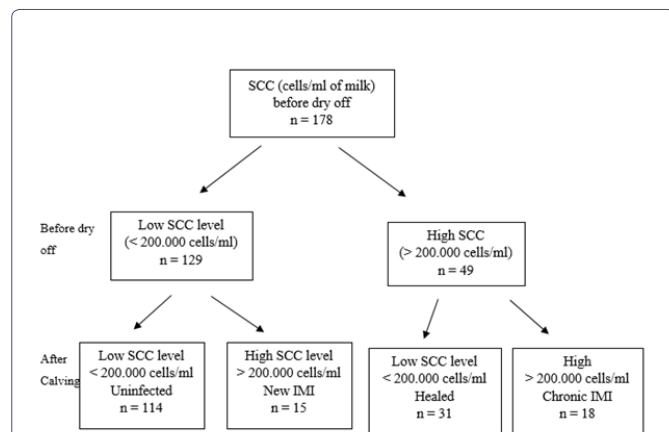 SCC (cells/ml of milk)
before dry off
n = 178
Before dry
off
Low SCC level
(< 200.000 cells/ml)
n = 129
High SCC
(> 200.000 cells/ml)
n = 49
After
Calving
Low SCC level
< 200.000 cells/ml
Uninfected
n = 114
High SCC level
> 200.000 cells/ml
New IMI
n = 15
Low SCC level
< 200.000 cells/ml
Healed
n = 31
High
> 200.000 cells/ml
Chronic IMI
n = 18